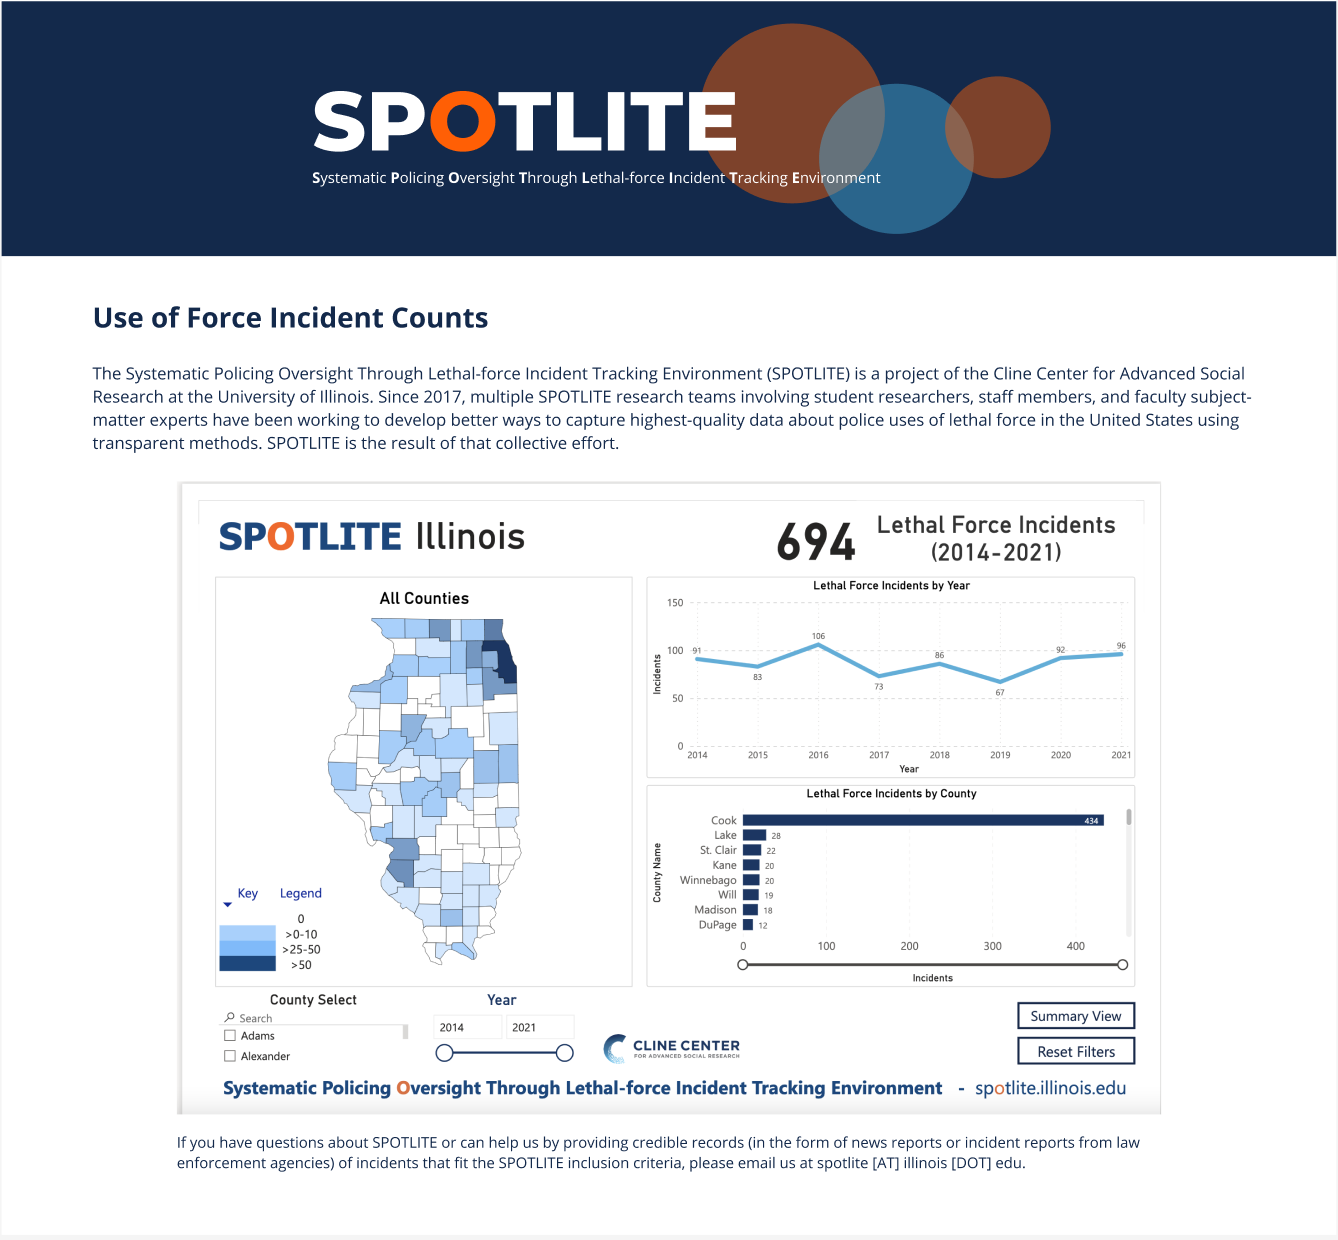 SPOTLITE
Systematic Policing Oversight Through Lethal-force Incident Tracking Environment
Use of Force Incident Counts
The Systematic Policing Oversight Through Lethal-force Incident Tracking Environment (SPOTLITE) is a project of the Cline Center for Advanced Social
Research at the University of Illinois. Since 2017, multiple SPOTLITE research teams involving student researchers, staff members, and faculty subject-
matter experts have been working to develop better ways to capture highest-quality data about police uses of lethal force in the United States using
transparent methods. SPOTLITE is the result of that collective effort.
SPOTLITE Illinois
694 Lethal Force Incidents
(2014-2021)
All Counties
Key Legend
0
>0-10
>25-50
>50
Lethal Force Incidents by Year
Incidents
150
100
50
0
91
83
106
73
86
67
92
96
2014 2015 2016 2017 2018 2019 2020 2021
Year
Lethal Force Incidents by County
County Name
Cook 434
Lake 28
St. Clair 22
Kane 20
Winnebago 20
Will 19
Madison 18
DuPage 12
0 100 200 300 400
Incidents
County Select
Search
Adams
Alexander
Year
2014 2021
CLINE CENTER
FOR ADVANCED SOCIAL RESEARCH
Summary View
Reset Filters
Systematic Policing Oversight Through Lethal-force Incident Tracking Environment - spotlite.illinois.edu
If you have questions about SPOTLITE or can help us by providing credible records (in the form of news reports or incident reports from law
enforcement agencies) of incidents that fit the SPOTLITE inclusion criteria, please email us at spotlite [AT] illinois [DOT] edu.